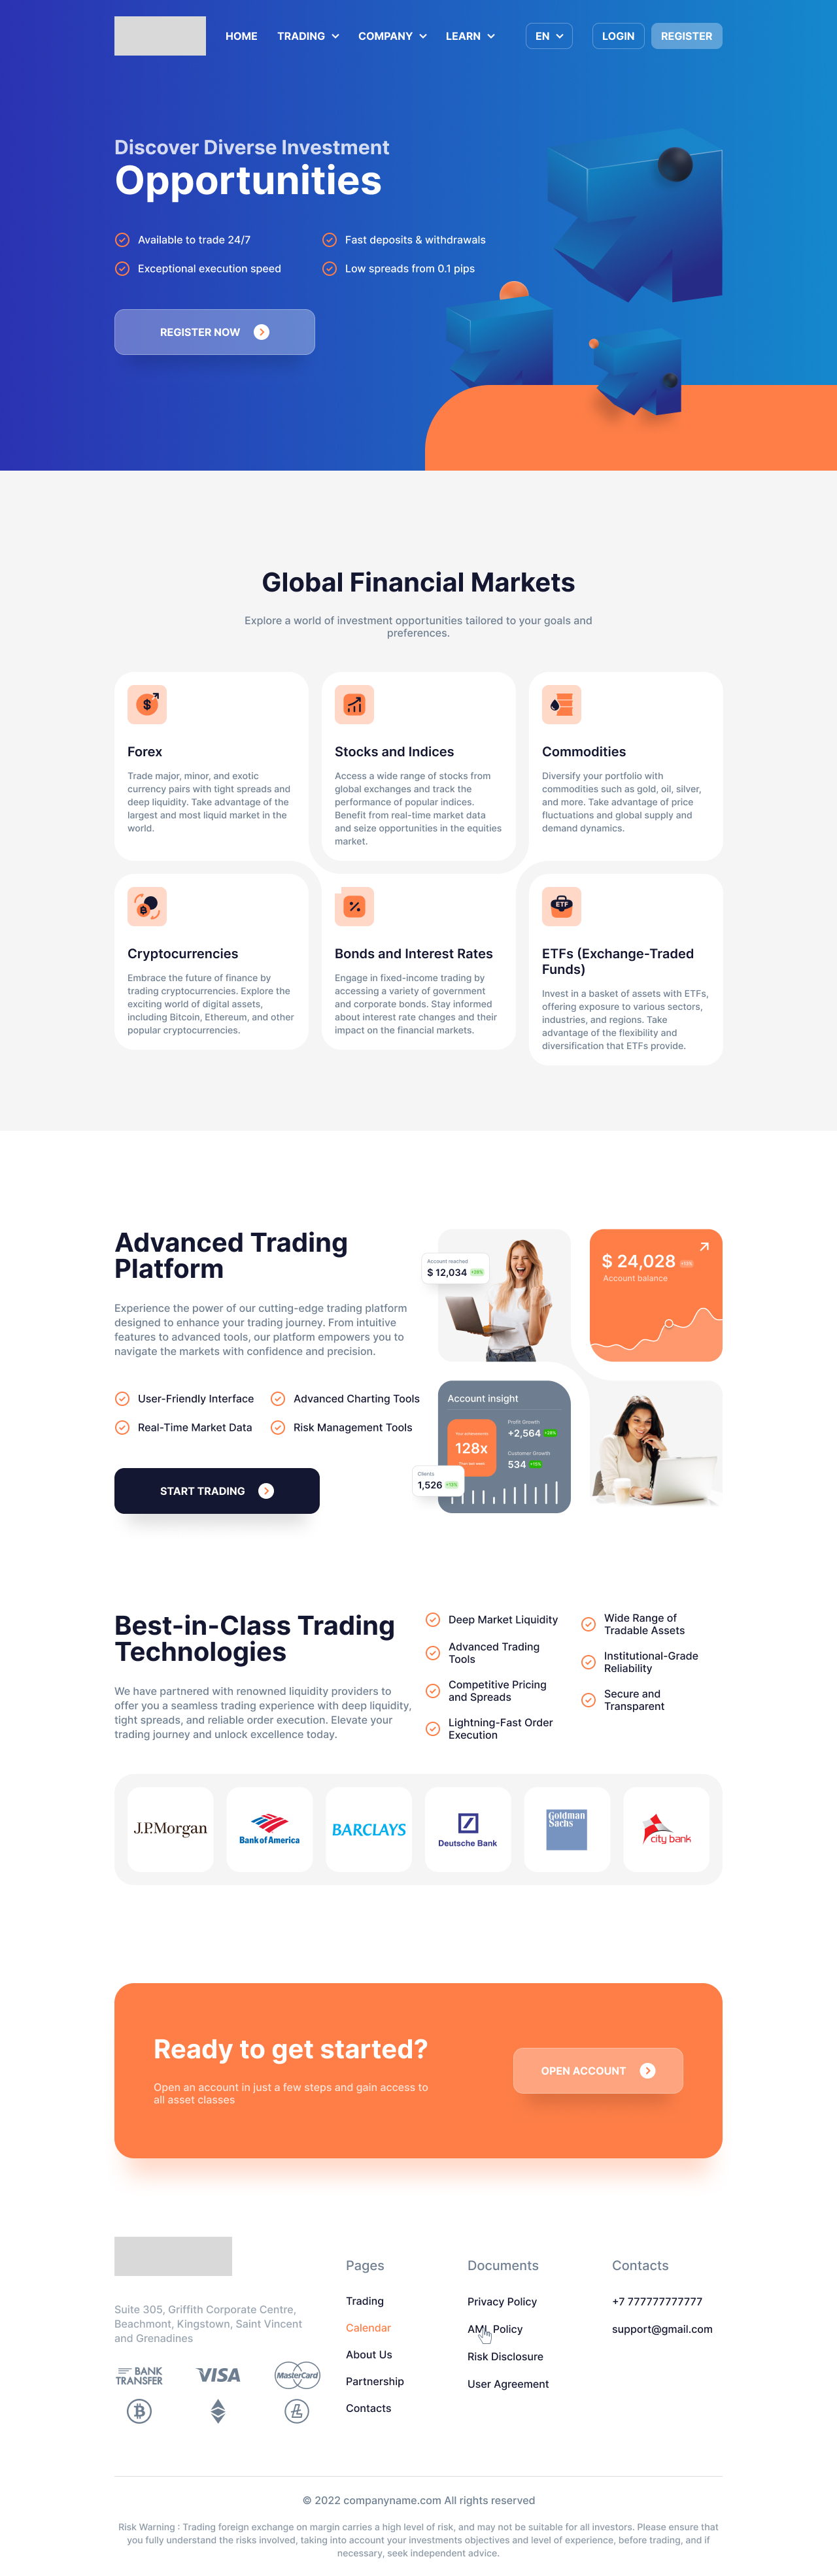 HOME TRADING COMPANY LEARN EN LOGIN REGISTER
Discover Diverse Investment
Opportunities
Available to trade 24/7
Fast deposits & withdrawals
Exceptional execution speed
Low spreads from 0.1 pips
REGISTER NOW
Global Financial Markets
Explore a world of investment opportunities tailored to your goals and
preferences.
Forex
Trade major, minor, and exotic
currency pairs with tight spreads and
deep liquidity. Take advantage of the
largest and most liquid market in the
world.
Stocks and Indices
Access a wide range of stocks from
global exchanges and track the
performance of popular indices.
Benefit from real-time market data
and seize opportunities in the equities
market.
Commodities
Diversify your portfolio with
commodities such as gold, oil, silver,
and more. Take advantage of price
fluctuations and global supply and
demand dynamics.
Cryptocurrencies
Embrace the future of finance by
trading cryptocurrencies. Explore the
exciting world of digital assets,
including Bitcoin, Ethereum, and other
popular cryptocurrencies.
Bonds and Interest Rates
Engage in fixed-income trading by
accessing a variety of government
and corporate bonds. Stay informed
about interest rate changes and their
impact on the financial markets.
ETF
ETFs (Exchange-Traded
Funds)
Invest in a basket of assets with ETFs,
offering exposure to various sectors,
industries, and regions. Take
advantage of the flexibility and
diversification that ETFs provide.
Advanced Trading
Platform
Experience the power of our cutting-edge trading platform
designed to enhance your trading journey. From intuitive
features to advanced tools, our platform empowers you to
navigate the markets with confidence and precision.
User-Friendly Interface
Advanced Charting Tools
Real-Time Market Data
Risk Management Tools
START TRADING
Account reached
$ 12,034 +28%
$ 24,028
Account balance
Account insight
128x
Profit Growth
+2,564 +28%
Customer Growth
534 +15%
Clients
1,526 +13%
Best-in-Class Trading
Technologies
We have partnered with renowned liquidity providers to
offer you a seamless trading experience with deep liquidity,
tight spreads, and reliable order execution. Elevate your
trading journey and unlock excellence today.
Deep Market Liquidity
Advanced Trading
Tools
Competitive Pricing
and Spreads
Lightning-Fast Order
Execution
Wide Range of
Tradable Assets
Institutional-Grade
Reliability
Secure and
Transparent
J.P.Morgan
Bank of America
BARCLAYS
Deutsche Bank
Goldman
Sachs
city bank
Ready to get started?
Open an account in just a few steps and gain access to
all asset classes
OPEN ACCOUNT
Suite 305, Griffith Corporate Centre,
Beachmont, Kingstown, Saint Vincent
and Grenadines
BANK
TRANSFER
VISA
MasterCard
Pages
Trading
Calendar
About Us
Partnership
Contacts
Documents
Privacy Policy
AML Policy
Risk Disclosure
User Agreement
Contacts
+7 777777777777
support@gmail.com
© 2022 companyname.com All rights reserved
Risk Warning : Trading foreign exchange on margin carries a high level of risk, and may not be suitable for all investors. Please ensure that
you fully understand the risks involved, taking into account your investments objectives and level of experience, before trading, and if
necessary, seek independent advice.